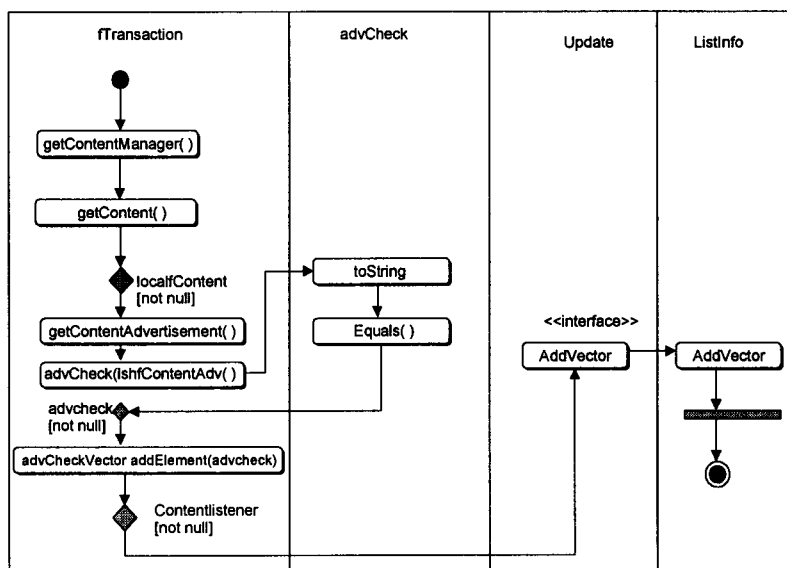 fTransaction
advCheck
Update
ListInfo
getContentManager( )
getContent( )
localfContent
[not null]
getContentAdvertisement( )
advCheck(lshfContentAdv( )
toString
Equals( )
advcheck
[not null]
advCheckVector addElement(advcheck)
Contentlistener
[not null]
<<interface>>
AddVector
AddVector